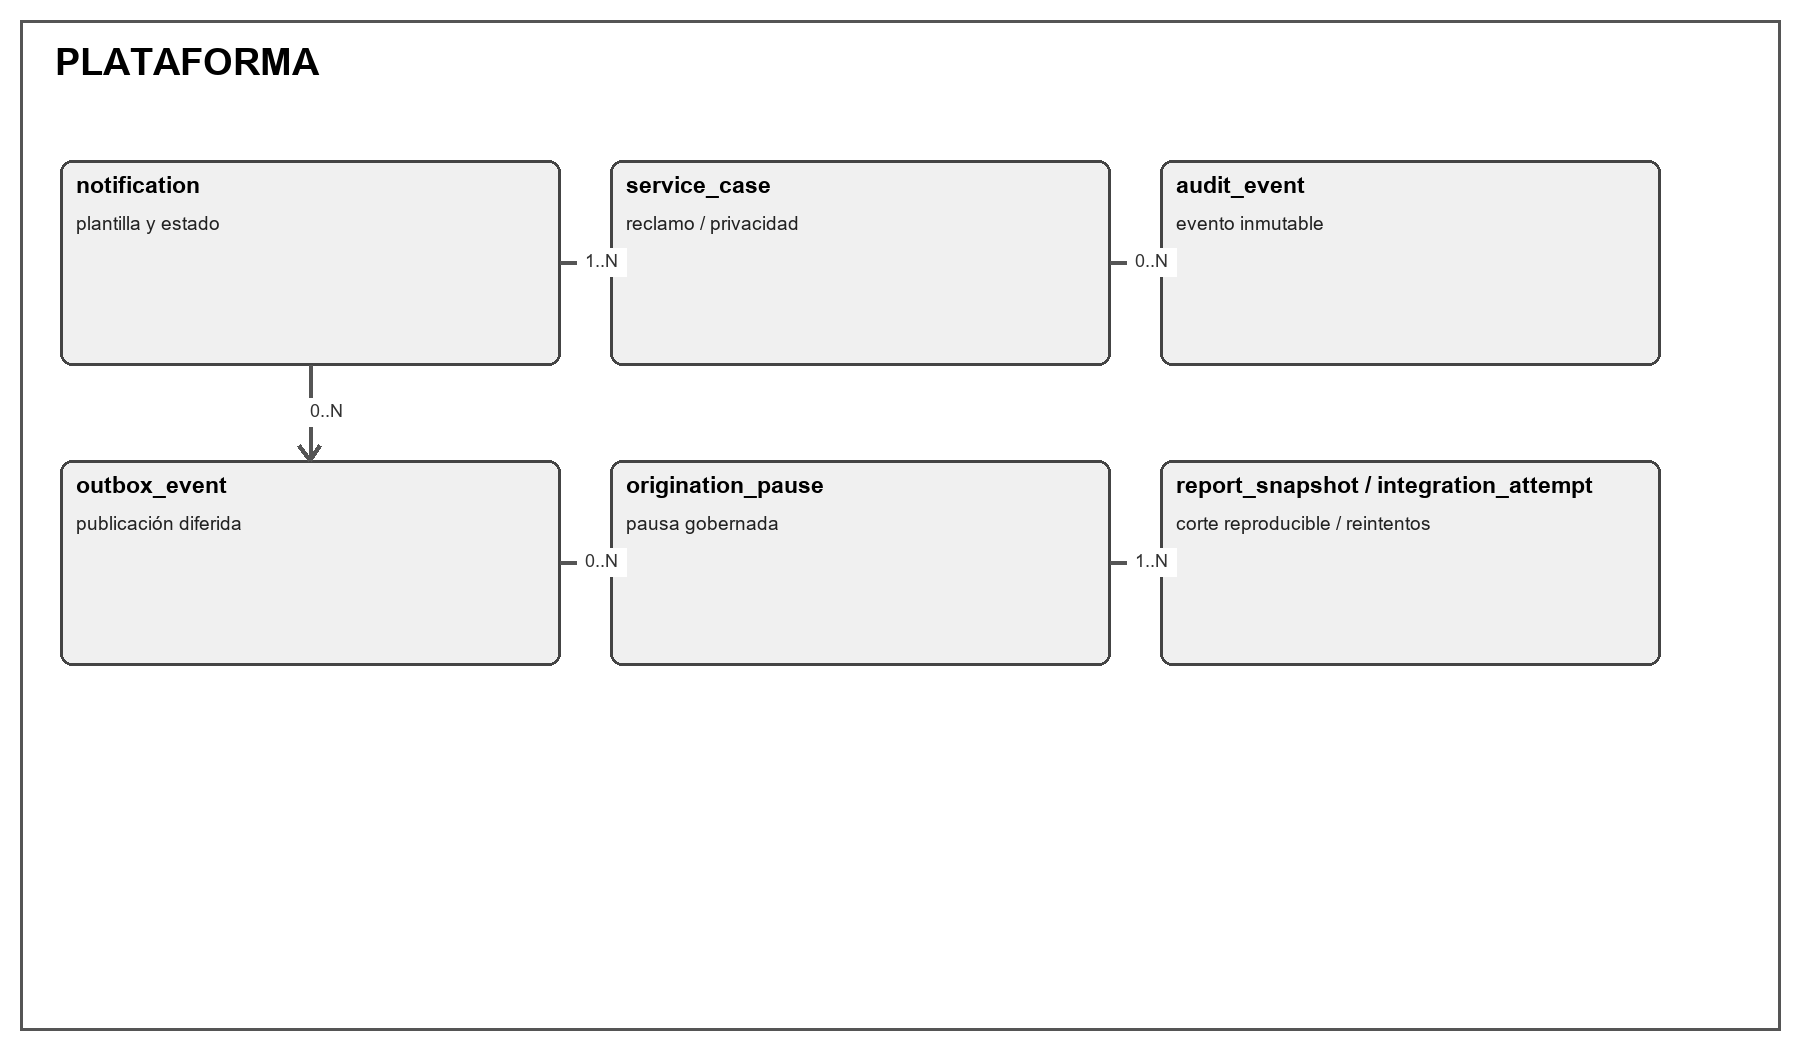 PLATAFORMA
notification
plantilla y estado
1..N
service_case
reclamo / privacidad
0..N
audit_event
evento inmutable
0..N
outbox_event
publicación diferida
0..N
origination_pause
pausa gobernada
1..N
report_snapshot / integration_attempt
corte reproducible / reintentos